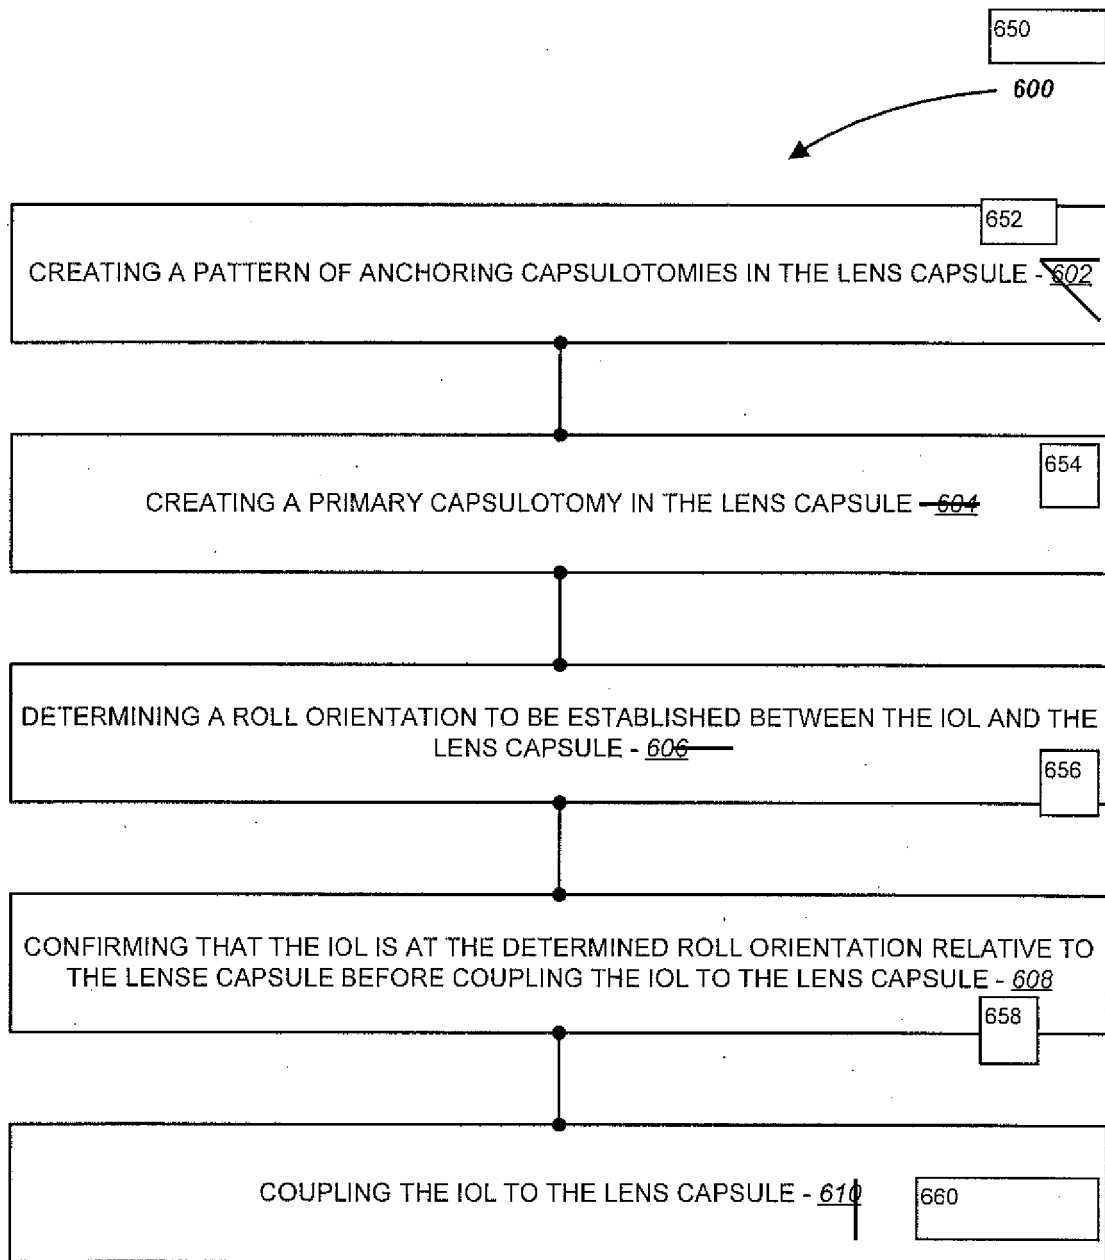 650
600
652
CREATING A PATTERN OF ANCHORING CAPSULOTOMIES IN THE LENS CAPSULE - 602
654
CREATING A PRIMARY CAPSULOTOMY IN THE LENS CAPSULE - 604
DETERMINING A ROLL ORIENTATION TO BE ESTABLISHED BETWEEN THE IOL AND THE
LENS CAPSULE - 606
656
CONFIRMING THAT THE IOL IS AT THE DETERMINED ROLL ORIENTATION RELATIVE TO
THE LENSE CAPSULE BEFORE COUPLING THE IOL TO THE LENS CAPSULE - 608
658
COUPLING THE IOL TO THE LENS CAPSULE - 610
660